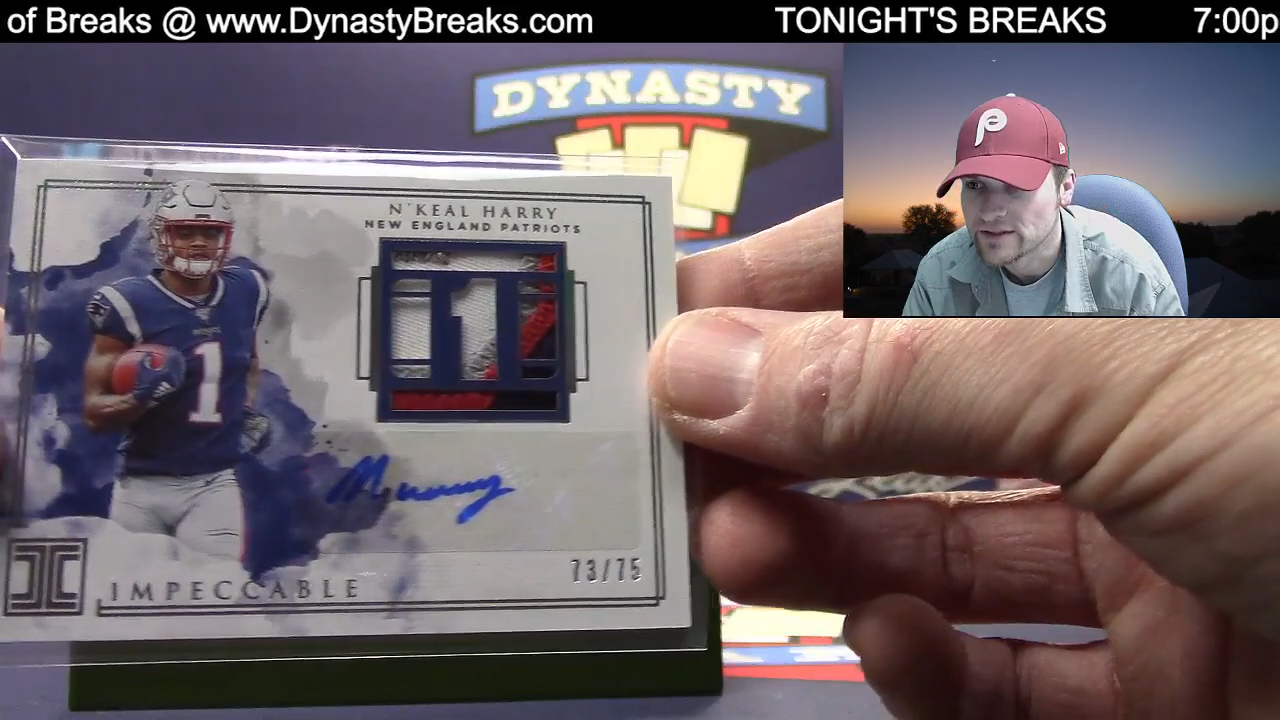 of Breaks @ www.DynastyBreaks.com TONIGHT'S BREAKS 7:00p
DYNASTY
P
N'KEAL HARRY
NEW ENGLAND PATRIOTS
1
1
73/75
IMPECCABLE